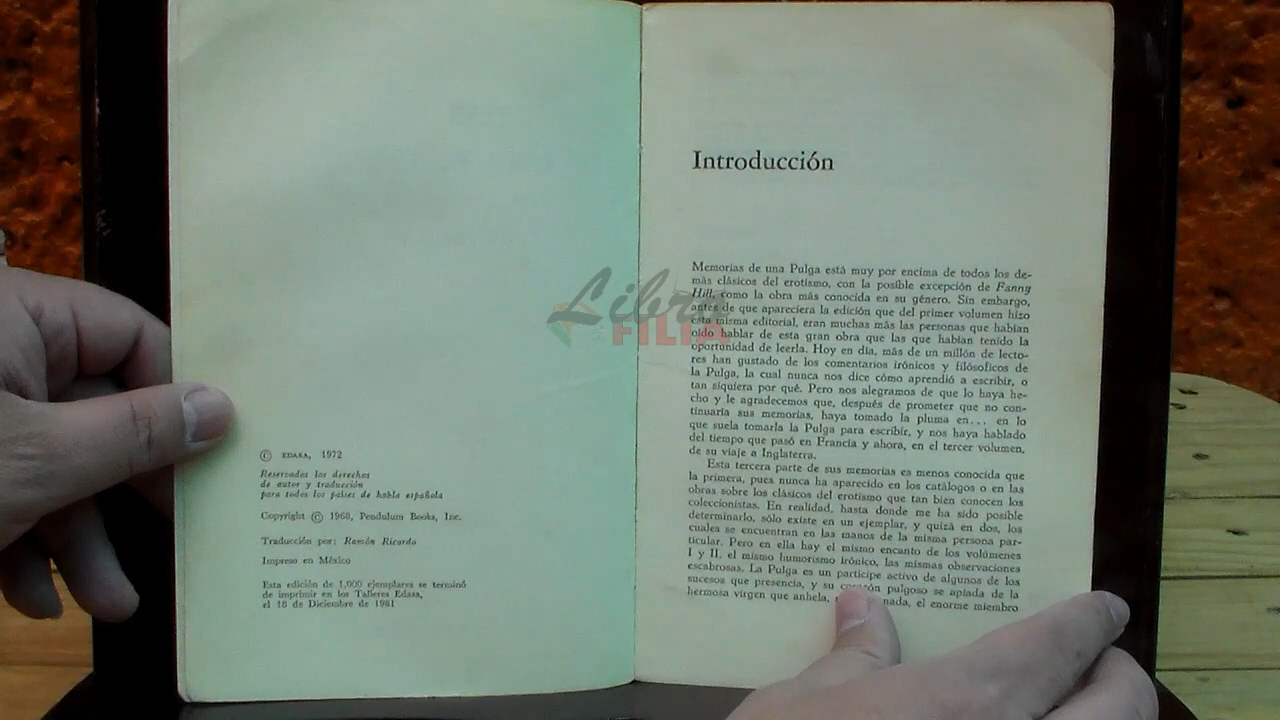 © EDASA, 1972
Reservados los derechos
de autor y traducción
para todos los países de habla española
Copyright © 1968, Pendulum Books, Inc.
Traducción por: Ramón Ricardo
Impreso en México
Esta edición de 1,000 ejemplares se terminó
de imprimir en los Talleres Edasa,
el 18 de Diciembre de 1981
Introducción
Memorias de una Pulga está muy por encima de todos los de-
más clásicos del erotismo, con la posible excepción de Fanny
Hill, como la obra más conocida en su género. Sin embargo,
antes de que apareciera la edición que del primer volumen hizo
esta misma editorial, eran muchas más las personas que habían
oído hablar de esta gran obra que las que habían tenido la
oportunidad de leerla. Hoy en día, más de un millón de lecto-
res han gustado de los comentarios irónicos y filósoficos de
la Pulga, la cual nunca nos dice cómo aprendió a escribir, o
tan siquiera por qué. Pero nos alegramos de que lo haya he-
cho y le agradecemos que, después de prometer que no con-
tinuaría sus memorias, haya tomado la pluma en... en lo
que suela tomarla la Pulga para escribir, y nos haya hablado
del tiempo que pasó en Francia y ahora, en el tercer volumen,
de su viaje a Inglaterra.
Esta tercera parte de sus memorias es menos conocida que
la primera, pues nunca ha aparecido en los catálogos o en las
obras sobre los clásicos del erotismo que tan bien conocen los
coleccionistas. En realidad, hasta donde me ha sido posible
determinarlo, sólo existe en un ejemplar, y quizá en dos, los
cuales se encuentran en las manos de la misma persona par-
ticular. Pero en ella hay el mismo encanto de los volúmenes
I y II, el mismo humorismo irónico, las mismas observaciones
escabrosas. La Pulga es un partícipe activo de algunos de los
sucesos que presencia, y su corazón pulgoso se apiada de la
hermosa virgen que anhela, nada, el enorme miembro
Libro
FILIA